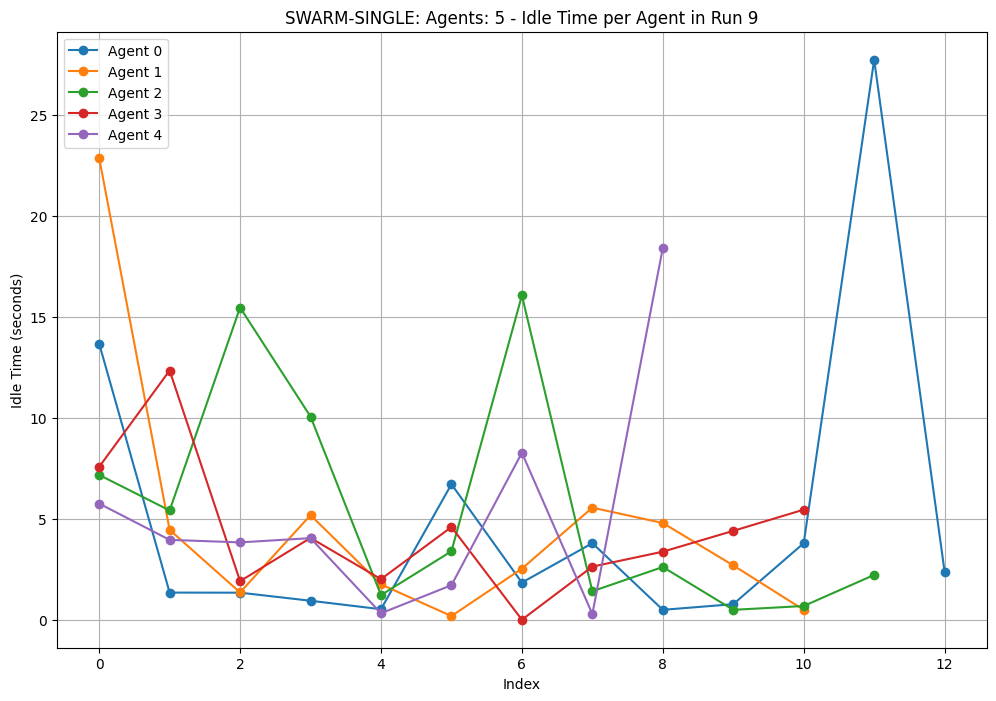 SWARM-SINGLE: Agents: 5 - Idle Time per Agent in Run 9
Agent 0
Agent 1
Agent 2
Agent 3
Agent 4
Idle Time (seconds)
25
20
15
10
5
0
0 2 4 6 8 10 12
Index